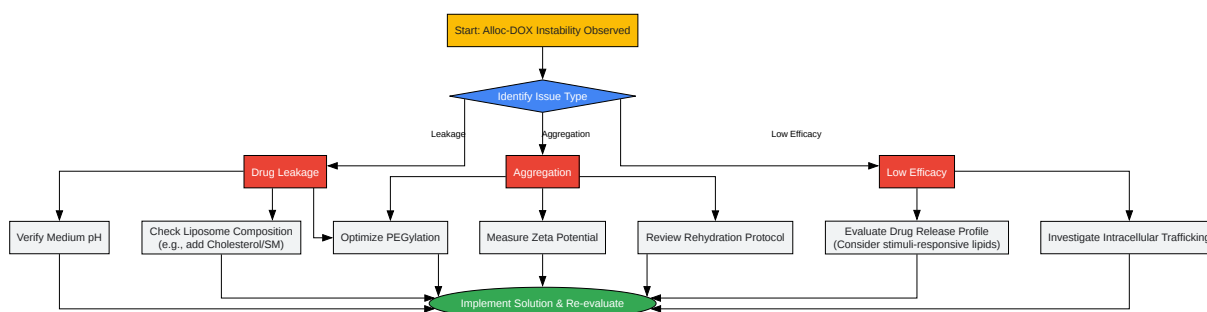 Start: Alloc-DOX Instability Observed
Identify Issue Type
Leakage
Aggregation
Low Efficacy
Drug Leakage
Aggregation
Low Efficacy
Verify Medium pH
Check Liposome Composition
(e.g., add Cholesterol/SM)
Optimize PEGylation
Measure Zeta Potential
Review Rehydration Protocol
Evaluate Drug Release Profile
(Consider stimuli-responsive lipids)
Investigate Intracellular Trafficking
Implement Solution & Re-evaluate